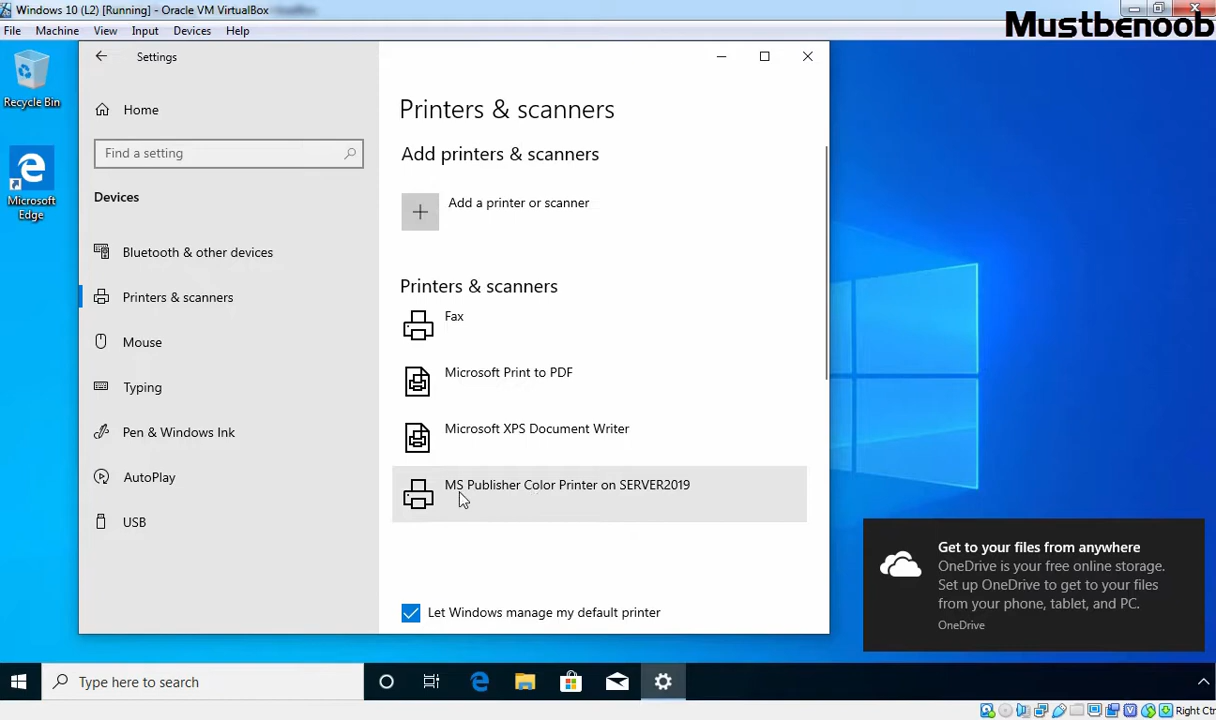 Windows 10 (L2) [Running] - Oracle VM VirtualBox
File Machine View Input Devices Help
Mustbenoob
Recycle Bin
Microsoft
Edge
Settings
Home
Find a setting
Devices
Bluetooth & other devices
Printers & scanners
Mouse
Typing
Pen & Windows Ink
AutoPlay
USB
Printers & scanners
Add printers & scanners
Add a printer or scanner
Printers & scanners
Fax
Microsoft Print to PDF
Microsoft XPS Document Writer
MS Publisher Color Printer on SERVER2019
Let Windows manage my default printer
Get to your files from anywhere
OneDrive is your free online storage.
Set up OneDrive to get to your files
from your phone, tablet, and PC.
OneDrive
Type here to search
Right Ctr